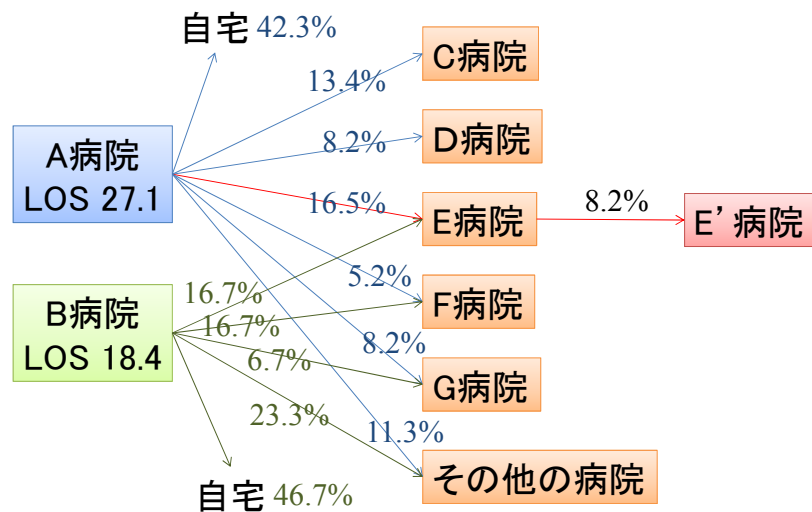 自宅 42.3%
C病院
13.4%
A病院
LOS 27.1
8.2%
D病院
16.5%
E病院
8.2%
E’病院
B病院
LOS 18.4
16.7%
5.2%
F病院
16.7%
8.2%
6.7%
G病院
23.3%
11.3%
その他の病院
自宅 46.7%